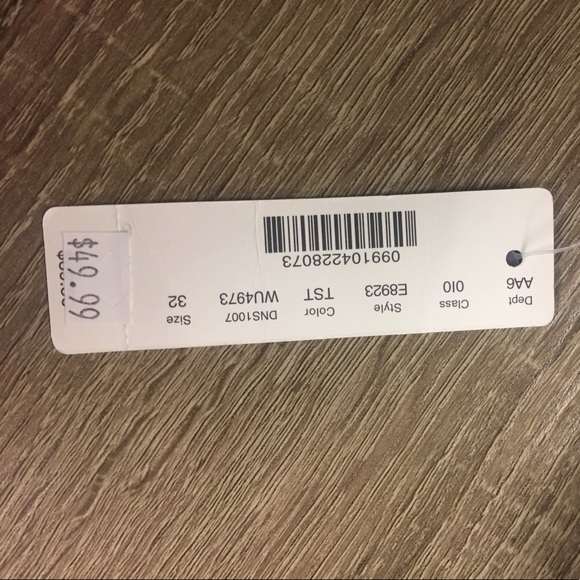 Dept Class Style Color DNS1007 Size
AA6 010 E8923 TST WU4973 32
099104228073
$49.99